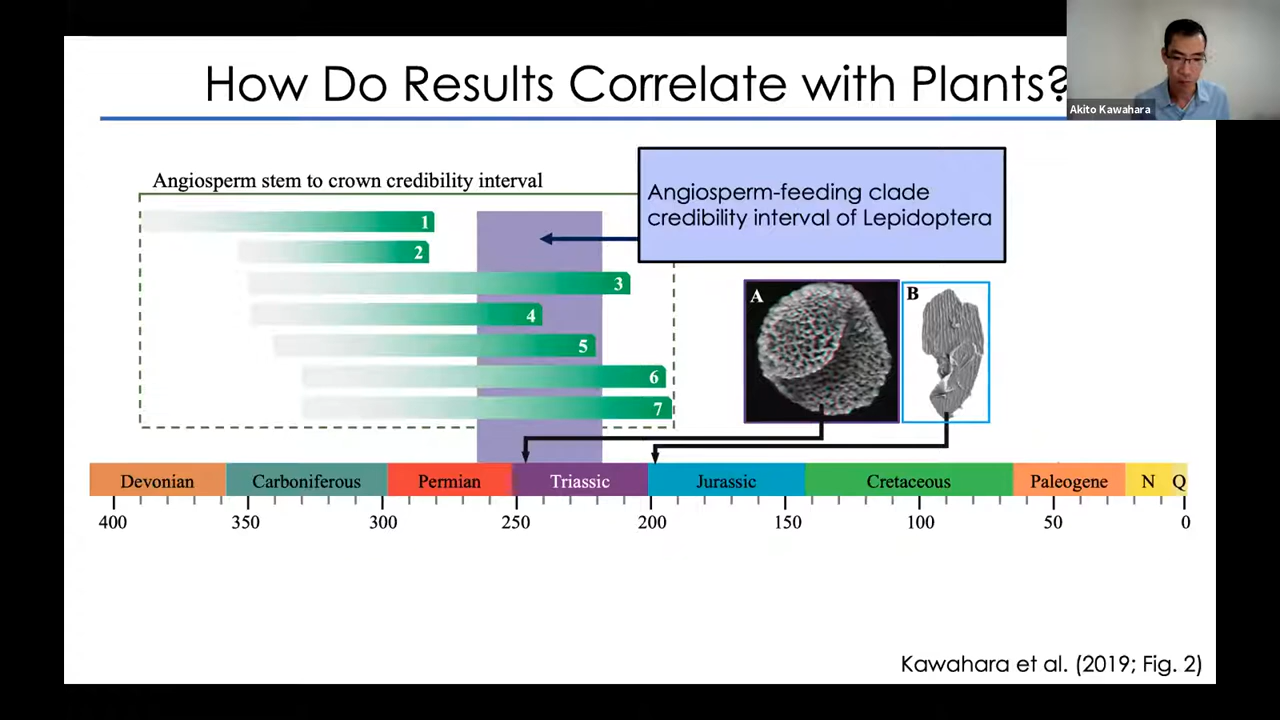 How Do Results Correlate with Plants?
Akito Kawahara
Angiosperm stem to crown credibility interval
Angiosperm-feeding clade
credibility interval of Lepidoptera
1
2
3
4
5
6
7
A
B
Devonian Carboniferous Permian Triassic Jurassic Cretaceous Paleogene N Q
400 350 300 250 200 150 100 50 0
Kawahara et al. (2019; Fig. 2)